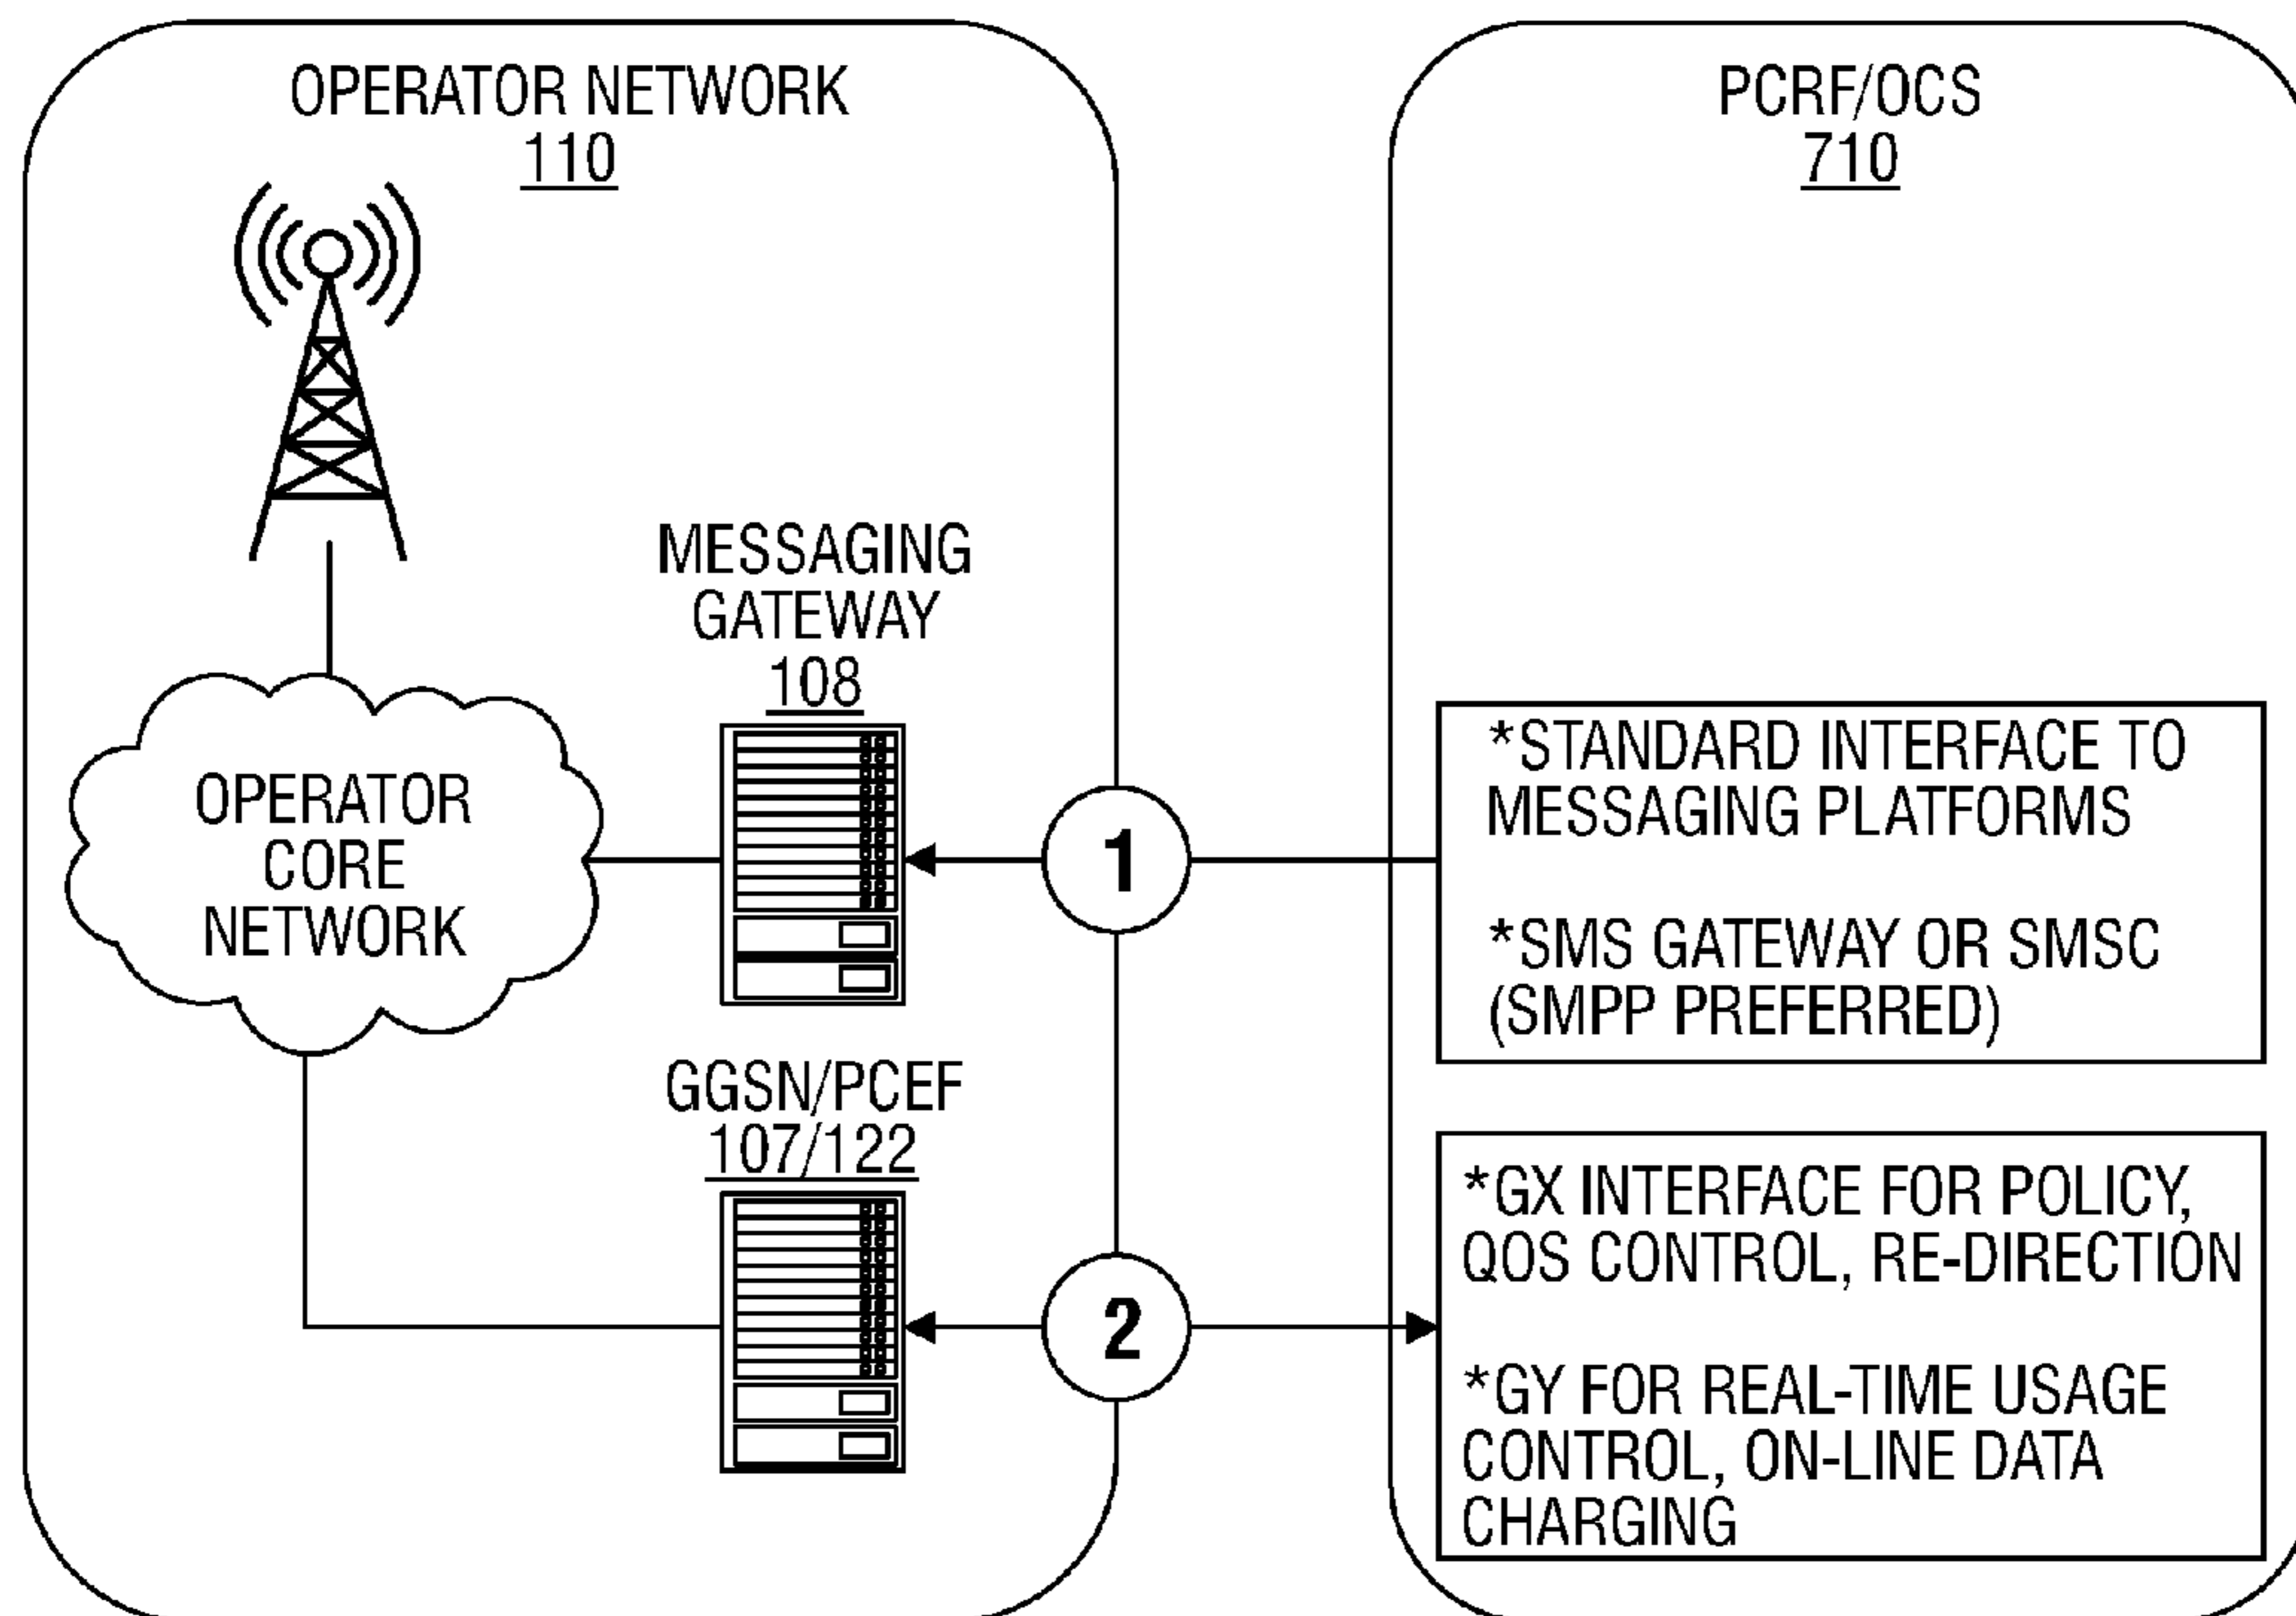 OPERATOR NETWORK
110
MESSAGING
GATEWAY
108
OPERATOR
CORE
NETWORK
GGSN/PCEF
107/122
1
2
PCRF/OCS
710
*STANDARD INTERFACE TO
MESSAGING PLATFORMS
*SMS GATEWAY OR SMSC
(SMPP PREFERRED)
*GX INTERFACE FOR POLICY,
QOS CONTROL, RE-DIRECTION
*GY FOR REAL-TIME USAGE
CONTROL, ON-LINE DATA
CHARGING